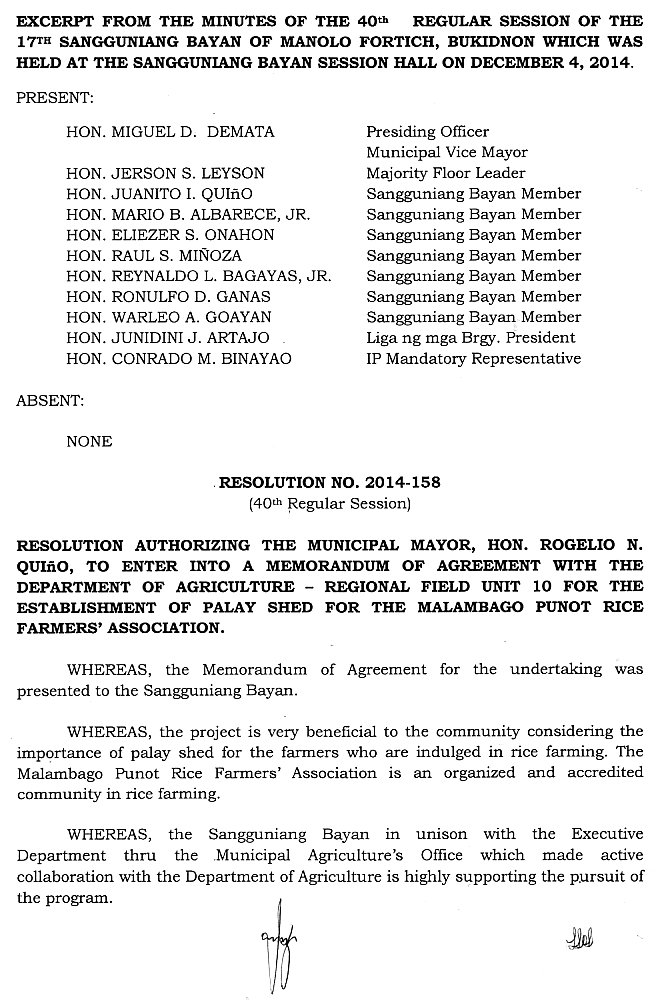 EXCERPT FROM THE MINUTES OF THE 40th REGULAR SESSION OF THE
17TH SANGGUNIANG BAYAN OF MANOLO FORTICH, BUKIDNON WHICH WAS
HELD AT THE SANGGUNIANG BAYAN SESSION HALL ON DECEMBER 4, 2014.
PRESENT:
HON. MIGUEL D. DEMATA Presiding Officer
Municipal Vice Mayor
HON. JERSON S. LEYSON Majority Floor Leader
HON. JUANITO I. QUIñO Sangguniang Bayan Member
HON. MARIO B. ALBARECE, JR. Sangguniang Bayan Member
HON. ELIEZER S. ONAHON Sangguniang Bayan Member
HON. RAUL S. MIÑOZA Sangguniang Bayan Member
HON. REYNALDO L. BAGAYAS, JR. Sangguniang Bayan Member
HON. RONULFO D. GANAS Sangguniang Bayan Member
HON. WARLEO A. GOAYAN Sangguniang Bayan Member
HON. JUNIDINI J. ARTAJO Liga ng mga Brgy. President
HON. CONRADO M. BINAYAO IP Mandatory Representative
ABSENT:
NONE
RESOLUTION NO. 2014-158
(40th Regular Session)
RESOLUTION AUTHORIZING THE MUNICIPAL MAYOR, HON. ROGELIO N.
QUIñO, TO ENTER INTO A MEMORANDUM OF AGREEMENT WITH THE
DEPARTMENT OF AGRICULTURE – REGIONAL FIELD UNIT 10 FOR THE
ESTABLISHMENT OF PALAY SHED FOR THE MALAMBAGO PUNOT RICE
FARMERS' ASSOCIATION.
WHEREAS, the Memorandum of Agreement for the undertaking was
presented to the Sangguniang Bayan.
WHEREAS, the project is very beneficial to the community considering the
importance of palay shed for the farmers who are indulged in rice farming. The
Malambago Punot Rice Farmers' Association is an organized and accredited
community in rice farming.
WHEREAS, the Sangguniang Bayan in unison with the Executive
Department thru the Municipal Agriculture's Office which made active
collaboration with the Department of Agriculture is highly supporting the pursuit of
the program.